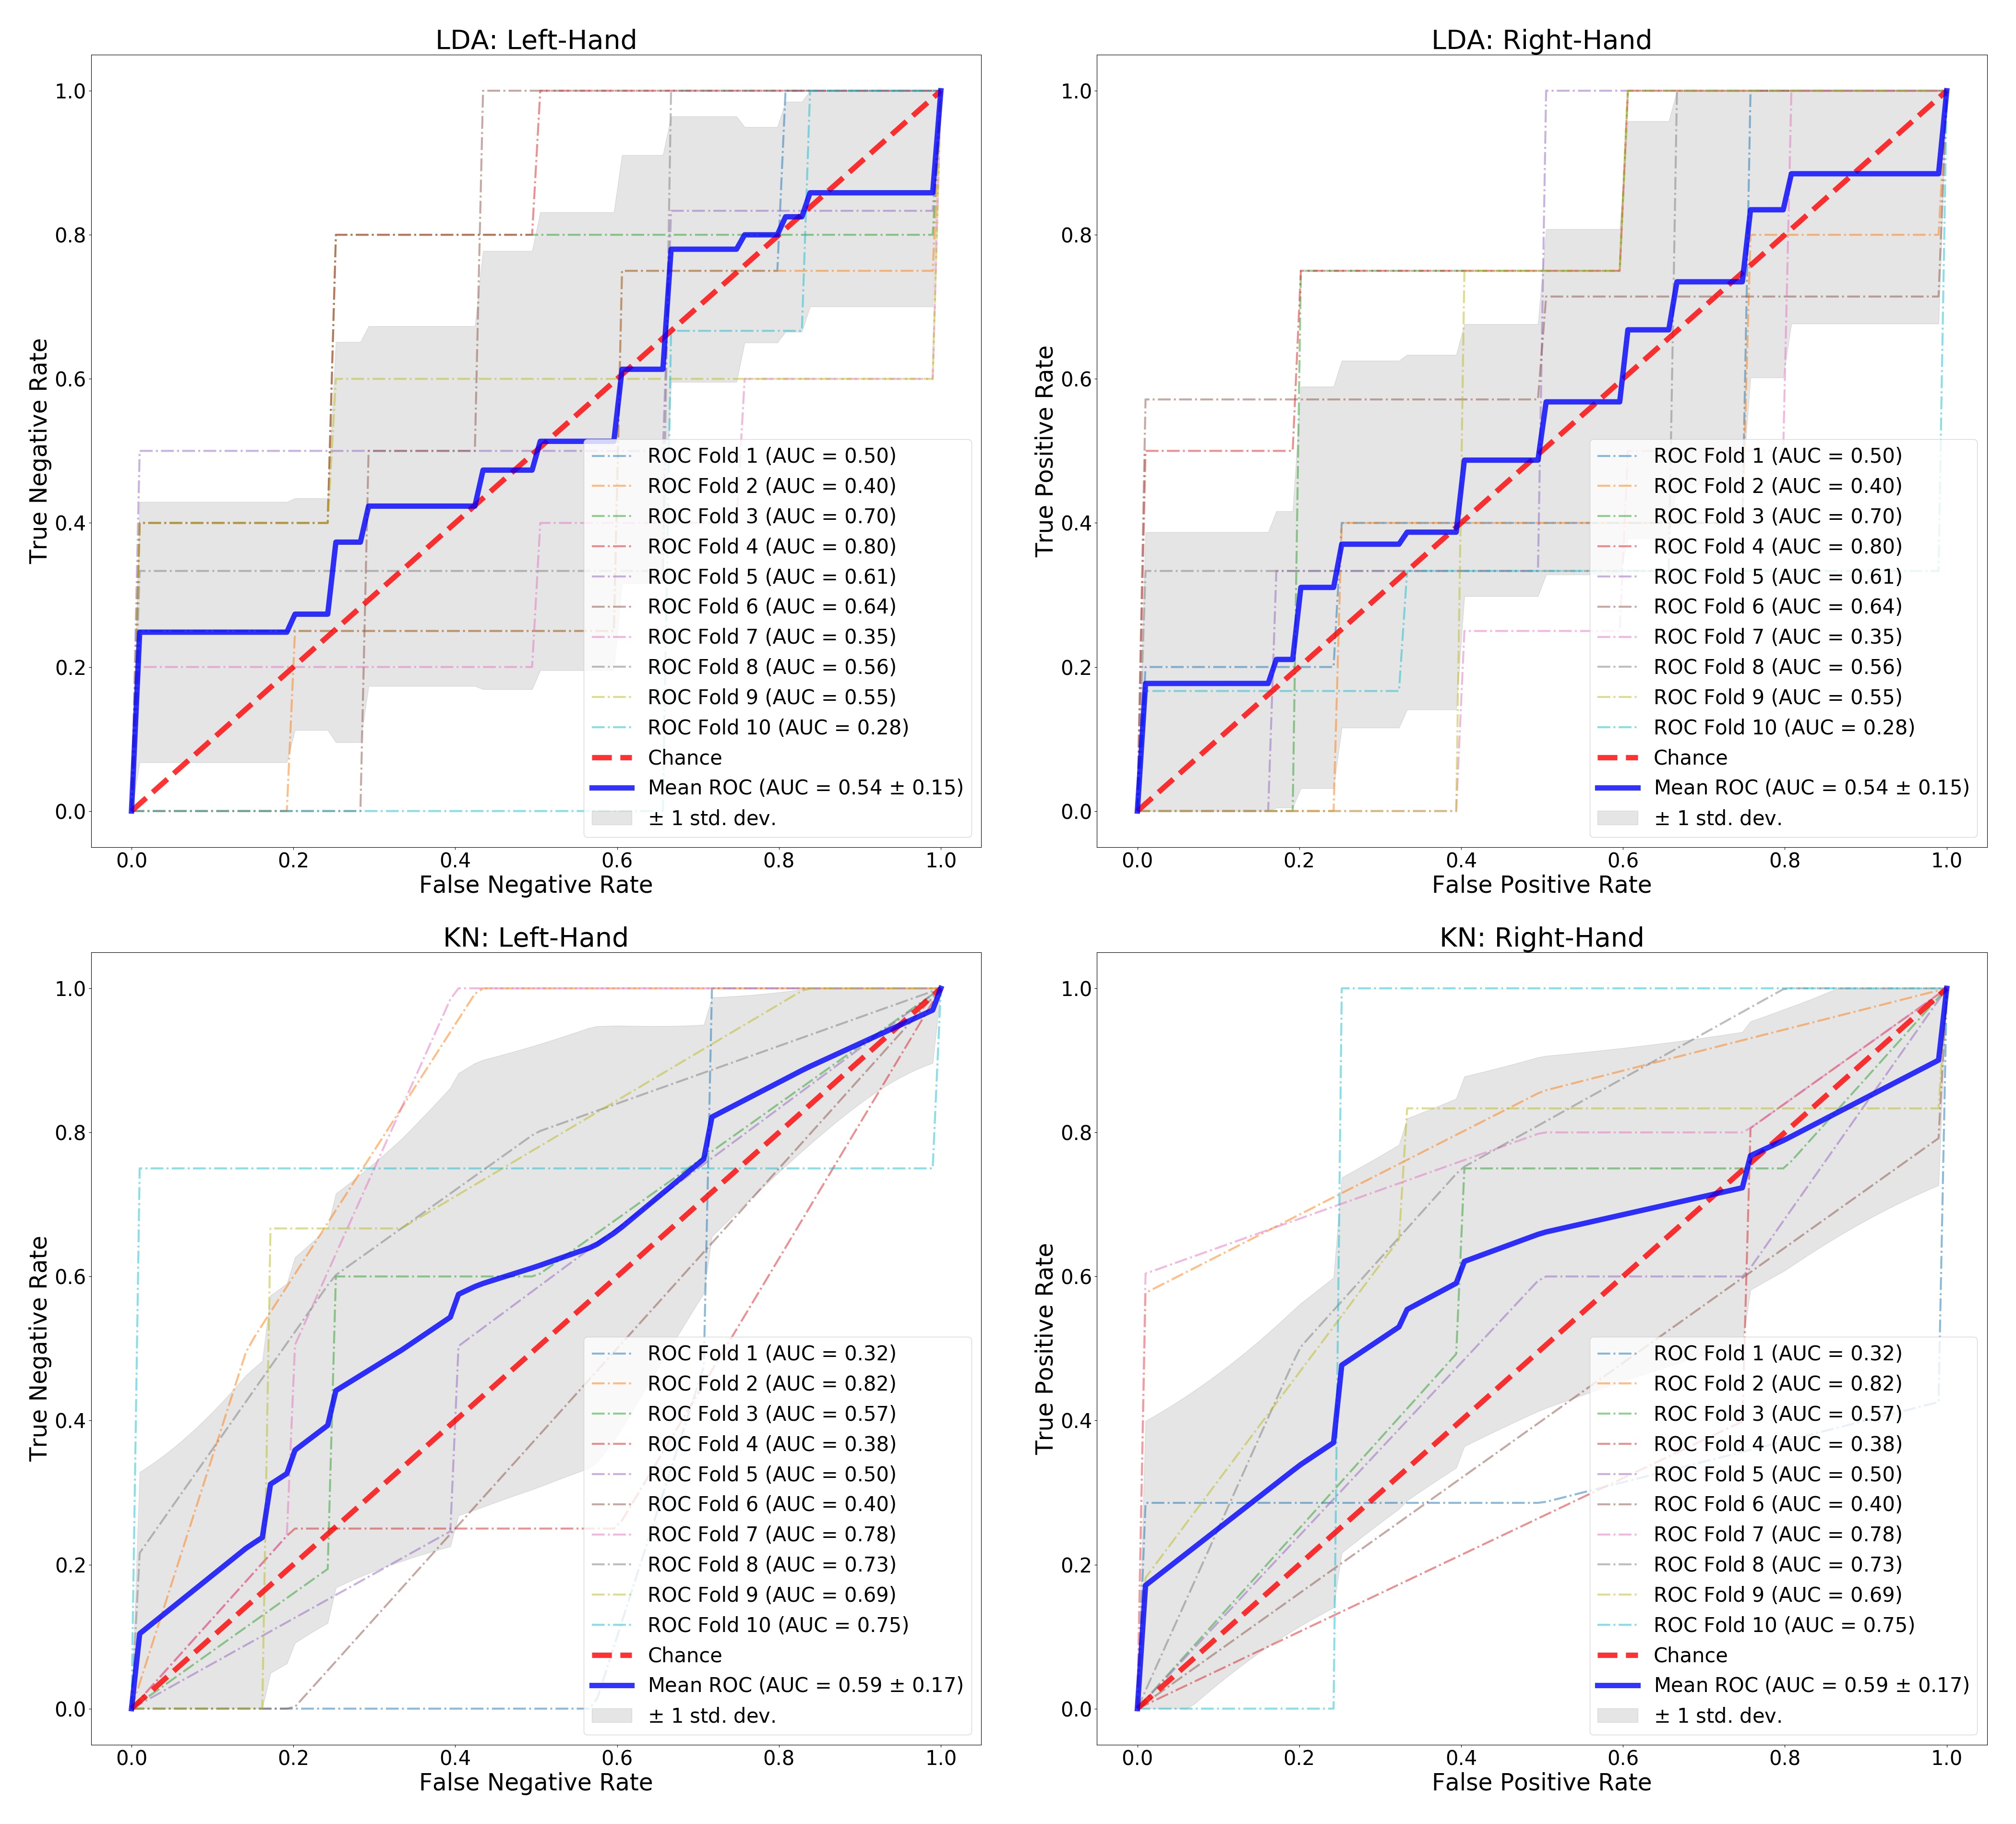 LDA: Left-Hand
True Negative Rate
1.0
0.8
0.6
0.4
0.2
0.0
ROC Fold 1 (AUC = 0.50)
ROC Fold 2 (AUC = 0.40)
ROC Fold 3 (AUC = 0.70)
ROC Fold 4 (AUC = 0.80)
ROC Fold 5 (AUC = 0.61)
ROC Fold 6 (AUC = 0.64)
ROC Fold 7 (AUC = 0.35)
ROC Fold 8 (AUC = 0.56)
ROC Fold 9 (AUC = 0.55)
ROC Fold 10 (AUC = 0.28)
Chance
Mean ROC (AUC = 0.54 ± 0.15)
± 1 std. dev.
0.0 0.2 0.4 0.6 0.8 1.0
False Negative Rate
LDA: Right-Hand
True Positive Rate
1.0
0.8
0.6
0.4
0.2
0.0
ROC Fold 1 (AUC = 0.50)
ROC Fold 2 (AUC = 0.40)
ROC Fold 3 (AUC = 0.70)
ROC Fold 4 (AUC = 0.80)
ROC Fold 5 (AUC = 0.61)
ROC Fold 6 (AUC = 0.64)
ROC Fold 7 (AUC = 0.35)
ROC Fold 8 (AUC = 0.56)
ROC Fold 9 (AUC = 0.55)
ROC Fold 10 (AUC = 0.28)
Chance
Mean ROC (AUC = 0.54 ± 0.15)
± 1 std. dev.
0.0 0.2 0.4 0.6 0.8 1.0
False Positive Rate
KN: Left-Hand
True Negative Rate
1.0
0.8
0.6
0.4
0.2
0.0
ROC Fold 1 (AUC = 0.32)
ROC Fold 2 (AUC = 0.82)
ROC Fold 3 (AUC = 0.57)
ROC Fold 4 (AUC = 0.38)
ROC Fold 5 (AUC = 0.50)
ROC Fold 6 (AUC = 0.40)
ROC Fold 7 (AUC = 0.78)
ROC Fold 8 (AUC = 0.73)
ROC Fold 9 (AUC = 0.69)
ROC Fold 10 (AUC = 0.75)
Chance
Mean ROC (AUC = 0.59 ± 0.17)
± 1 std. dev.
0.0 0.2 0.4 0.6 0.8 1.0
False Negative Rate
KN: Right-Hand
True Positive Rate
1.0
0.8
0.6
0.4
0.2
0.0
ROC Fold 1 (AUC = 0.32)
ROC Fold 2 (AUC = 0.82)
ROC Fold 3 (AUC = 0.57)
ROC Fold 4 (AUC = 0.38)
ROC Fold 5 (AUC = 0.50)
ROC Fold 6 (AUC = 0.40)
ROC Fold 7 (AUC = 0.78)
ROC Fold 8 (AUC = 0.73)
ROC Fold 9 (AUC = 0.69)
ROC Fold 10 (AUC = 0.75)
Chance
Mean ROC (AUC = 0.59 ± 0.17)
± 1 std. dev.
0.0 0.2 0.4 0.6 0.8 1.0
False Positive Rate